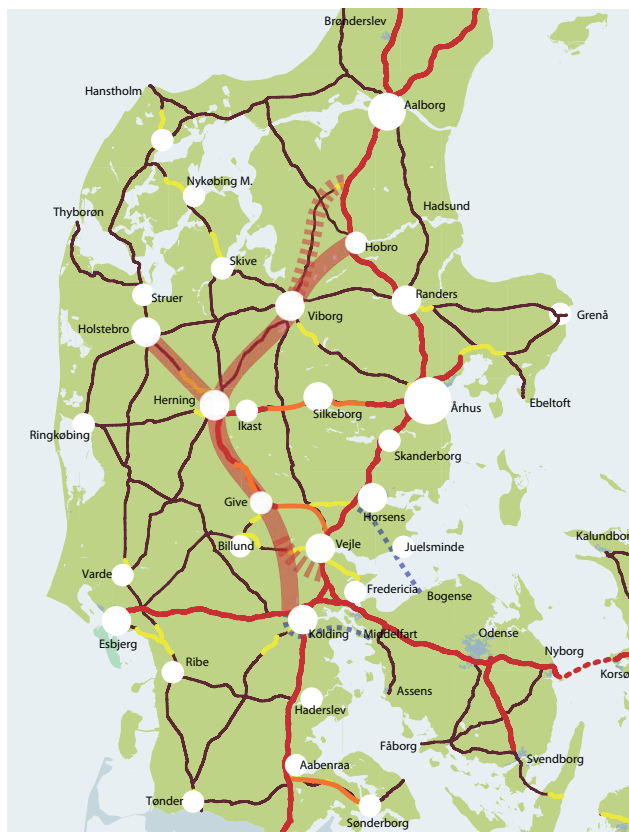 Brønderslev
Hanstholm
Aalborg
Nykøbing M.
Hadsund
Thyborøn
Hobro
Skive
Struer
Randers
Viborg
Grenå
Holstebro
Herning
Silkeborg
Ikast
Århus
Ebeltoft
Ringkøbing
Skanderborg
Give
Horsens
Billund
Vejle
Juelsminde
Kalundbor
Varde
Fredericia
Bogense
Kolding
Middelfart
Odense
Esbjerg
Nyborg
Ribe
Korsø
Assens
Haderslev
Fåborg
Svendborg
Aabenraa
Tønder
Sønderborg